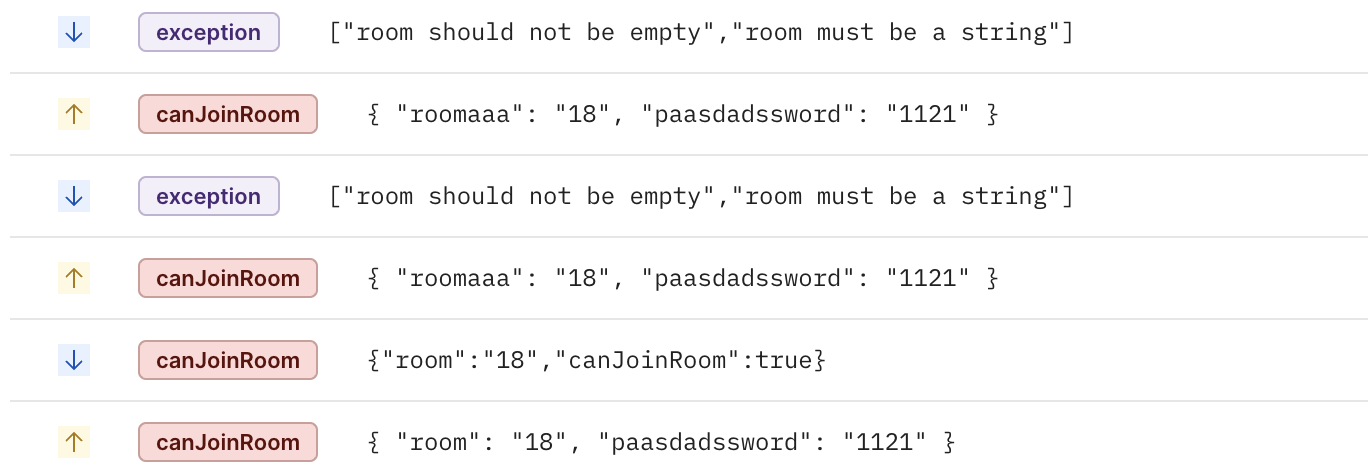 exception ["room should not be empty","room must be a string"]
canJoinRoom { "roomaaa": "18", "paasdadssword": "1121" }
exception ["room should not be empty","room must be a string"]
canJoinRoom { "roomaaa": "18", "paasdadssword": "1121" }
canJoinRoom {"room":"18","canJoinRoom":true}
canJoinRoom { "room": "18", "paasdadssword": "1121" }